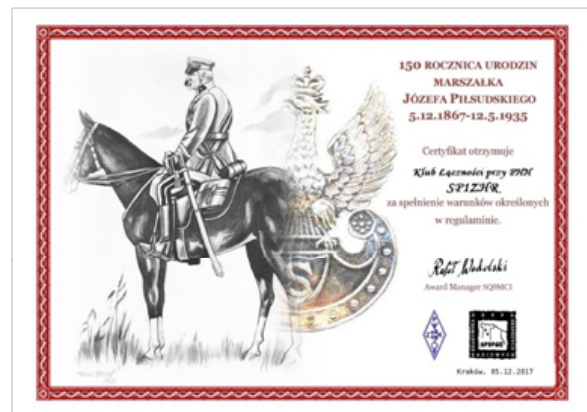 150 ROCZNICA URODZIN
MARSZAŁKA
JÓZEFA PIŁSUDSKIEGO
5.12.1867-12.5.1935
Certyfikat otrzymuje
Klub Łączności przy ZHR
SP1ZHR
za spełnienie warunków określonych
w regulaminie.
Award Manager SQ9MCI
Kraków, 05.12.2017